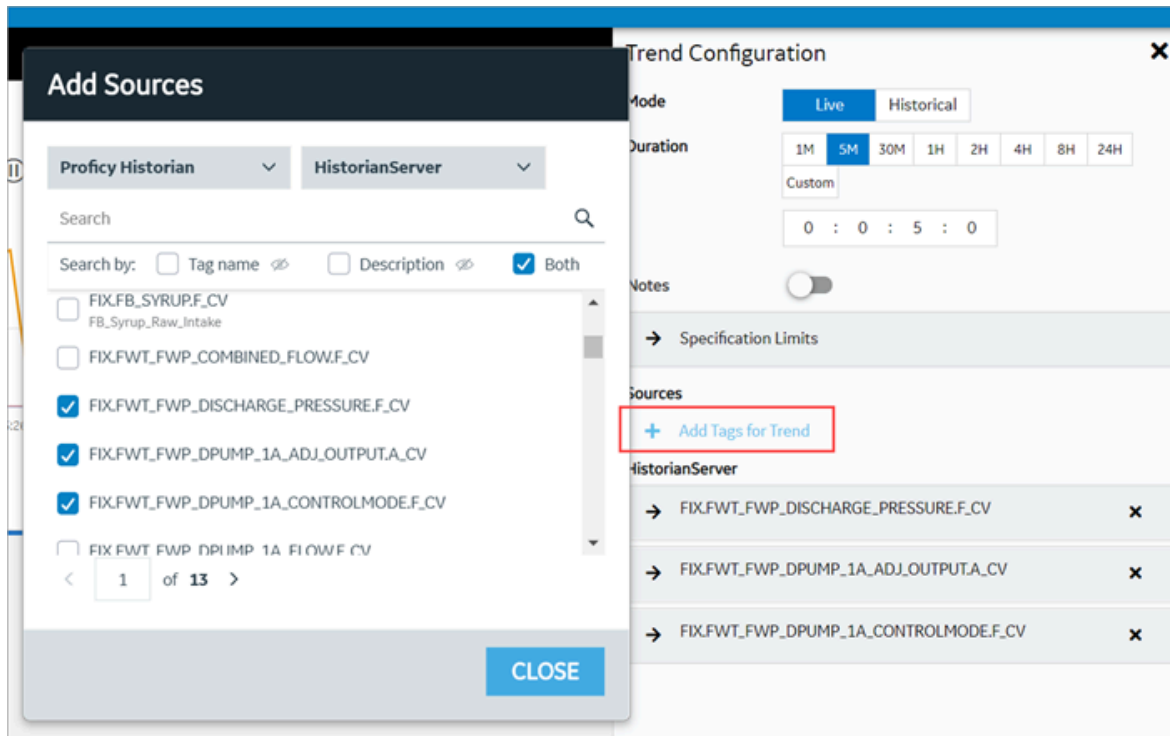 Add Sources
Proficy Historian
HistorianServer
Search
Search by: Tag name Description Both
FIX.FB_SYRUP.F_CV
FB_Syrup_Raw_Intake
FIX.FWT_FWP_COMBINED_FLOW.F_CV
FIX.FWT_FWP_DISCHARGE_PRESSURE.F_CV
FIX.FWT_FWP_DPUMP_1A_ADJ_OUTPUT.A_CV
FIX.FWT_FWP_DPUMP_1A_CONTROLMODE.F_CV
FIX.FWT_FWP_DPUMP_1A_FLOW.F_CV
1 of 13
CLOSE
Trend Configuration
Mode Live Historical
Duration 1M 5M 30M 1H 2H 4H 8H 24H
Custom
0 : 0 : 5 : 0
Notes
Specification Limits
Sources
+ Add Tags for Trend
HistorianServer
FIX.FWT_FWP_DISCHARGE_PRESSURE.F_CV
FIX.FWT_FWP_DPUMP_1A_ADJ_OUTPUT.A_CV
FIX.FWT_FWP_DPUMP_1A_CONTROLMODE.F_CV